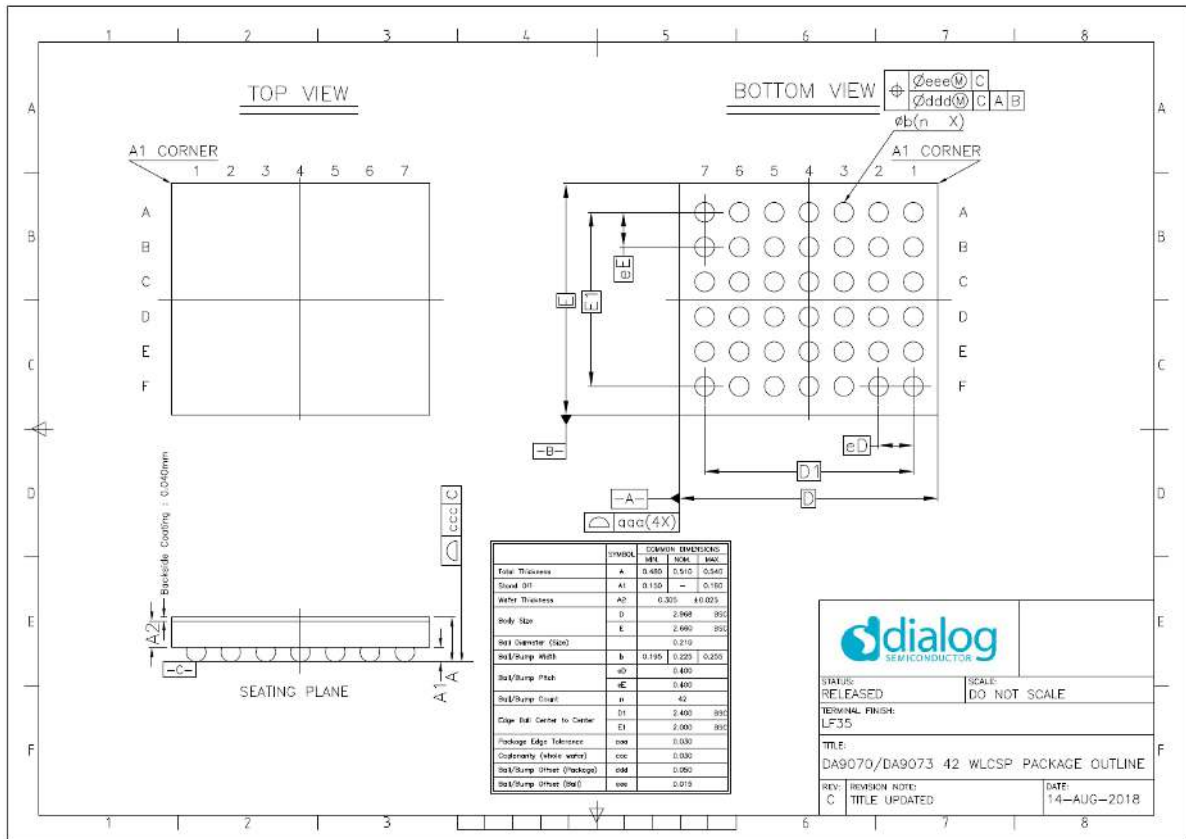 1 2 3 4 5 6 7 8
TOP VIEW
BOTTOM VIEW
Øeee Ⓜ C
Øddd Ⓜ C A B
øb(n X)
A1 CORNER
1 2 3 4 5 6 7
A1 CORNER
7 6 5 4 3 2 1
A
B
C
D
E
F
A
B
C
D
E
F
eE
E1
E
-B-
eD
D1
-A-
D
aaa(4X)
Backside Coating : 0.040mm
A2
-C-
SEATING PLANE
A1
A
ccc C
SYMBOL COMMON DIMENSIONS
MIN. NOM. MAX.
Total Thickness A 0.480 0.510 0.540
Stand Off A1 0.150 - 0.180
Wafer Thickness A2 0.305 ±0.025
Body Size D 2.968 BSC
E 2.660 BSC
Ball Diameter (Size) 0.210
Ball/Bump Width b 0.195 0.225 0.255
Ball/Bump Pitch eD 0.400
eE 0.400
Ball/Bump Count n 42
Edge Ball Center to Center D1 2.400 BSC
E1 2.000 BSC
Package Edge Tolerance aaa 0.030
Coplanarity (whole wafer) ccc 0.030
Ball/Bump Offset (Package) ddd 0.050
Ball/Bump Offset (Ball) eee 0.015
dialog
SEMICONDUCTOR
STATUS: RELEASED
SCALE: DO NOT SCALE
TERMINAL FINISH:
LF35
TITLE:
DA9070/DA9073 42 WLCSP PACKAGE OUTLINE
REV: C
REVISION NOTE: TITLE UPDATED
DATE: 14-AUG-2018
A
B
C
D
E
F
A
B
C
D
E
F
1 2 3 6 7 8